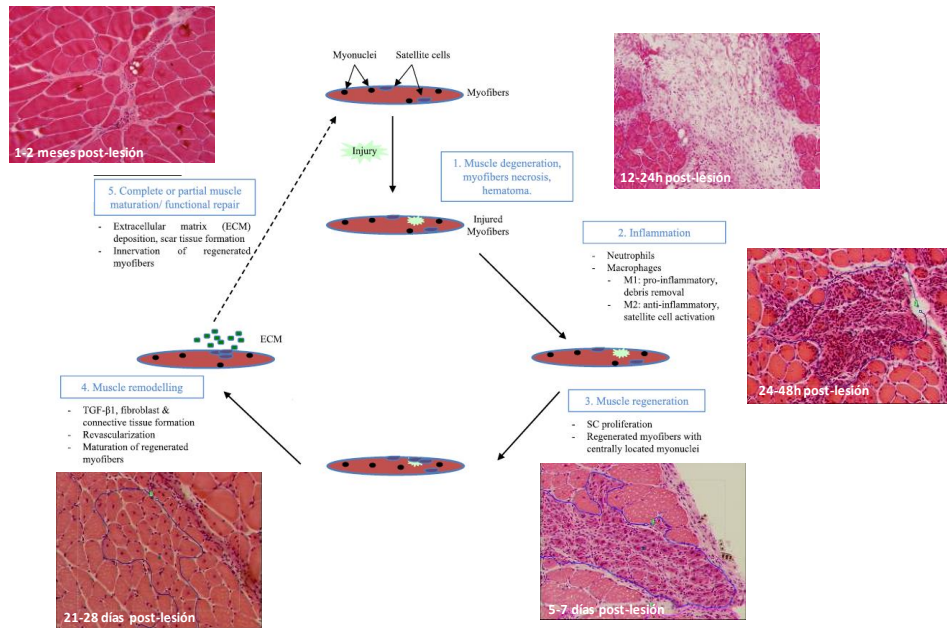 1-2 meses post-lesión
Myonuclei
Satellite cells
Myofibers
Injury
1. Muscle degeneration,
myofibers necrosis,
hematoma.
12-24h post-lesión
Injured
Myofibers
2. Inflammation
- Neutrophils
- Macrophages
- M1: pro-inflammatory,
debris removal
- M2: anti-inflammatory,
satellite cell activation
24-48h post-lesión
3. Muscle regeneration
- SC proliferation
- Regenerated myofibers with
centrally located myonuclei
5-7 días post-lesión
4. Muscle remodelling
- TGF-β1, fibroblast &
connective tissue formation
- Revascularization
- Maturation of regenerated
myofibers
21-28 días post-lesión
ECM
5. Complete or partial muscle
maturation/ functional repair
- Extracellular matrix (ECM)
deposition, scar tissue formation
- Innervation of regenerated
myofibers